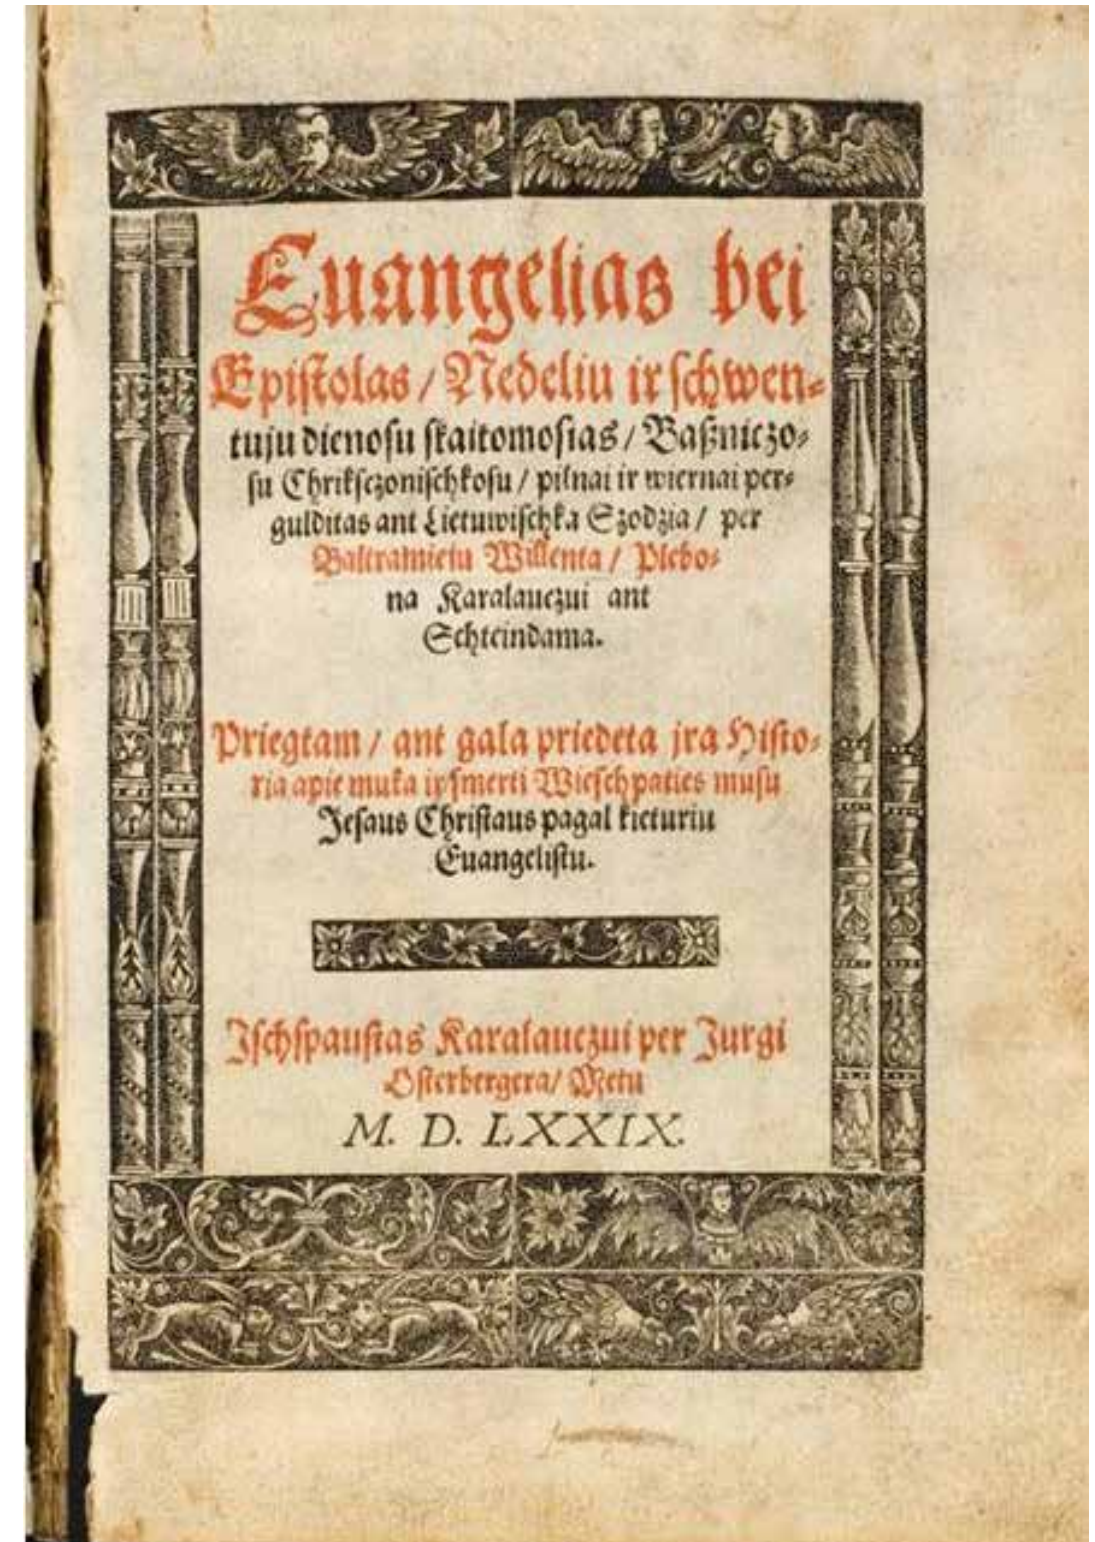 Euangelias bei
Epiſtolas / Nedeliu ir ſchwen⸗
tuju dienoſu ſkaitomoſias / Baßniczo⸗
ſu Chrikſczoniſchkoſu / pilnai ir wiernai per⸗
gulditas ant Lietuwiſchka Szodzia / per
Baltramieiu Willenta / Plebo⸗
na Karalauczui ant
Schteindama.
Priegtam / ant gala priedeta jra Hiſto⸗
ria apie muka ir ſmerti Wieſchpaties muſu
Jeſaus Chriſtaus pagal kieturiu
Euangeliſtu.
Jſchſpauſtas Karalauczui per Jurgi
Oſterbergera / Metu
M. D. LXXIX.